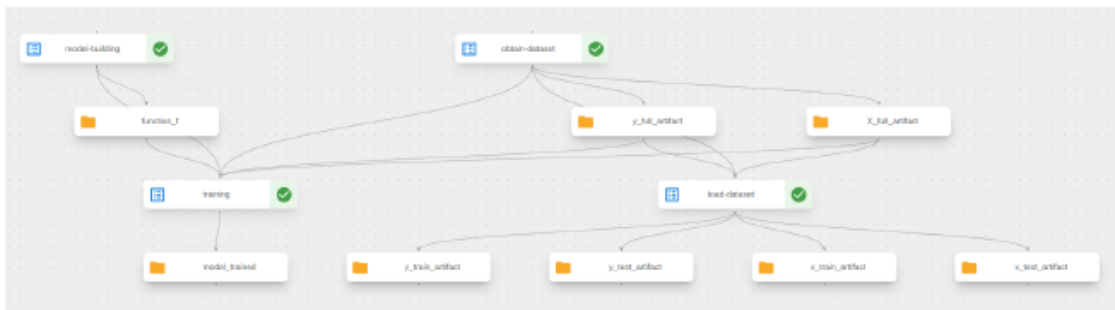 model-building
obtain-dataset
function_f
y_full_artifact
X_full_artifact
training
load-dataset
model_trained
y_train_artifact
y_test_artifact
x_train_artifact
x_test_artifact